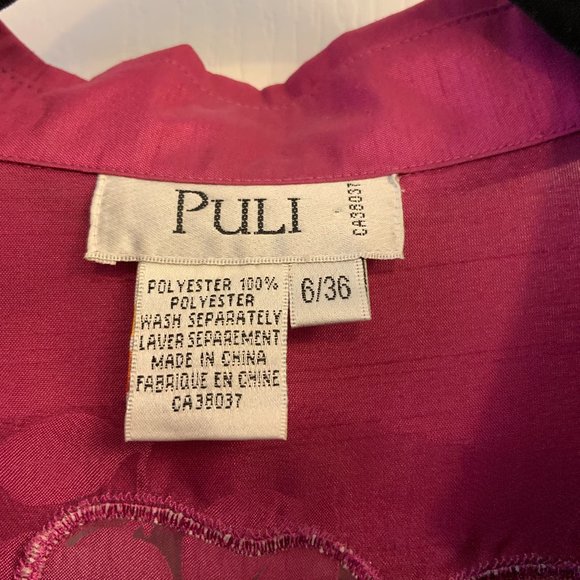 PULI
CA38037
6/36
POLYESTER 100%
POLYESTER
WASH SEPARATELY
LAVER SEPAREMENT
MADE IN CHINA
FABRIQUE EN CHINE
CA38037